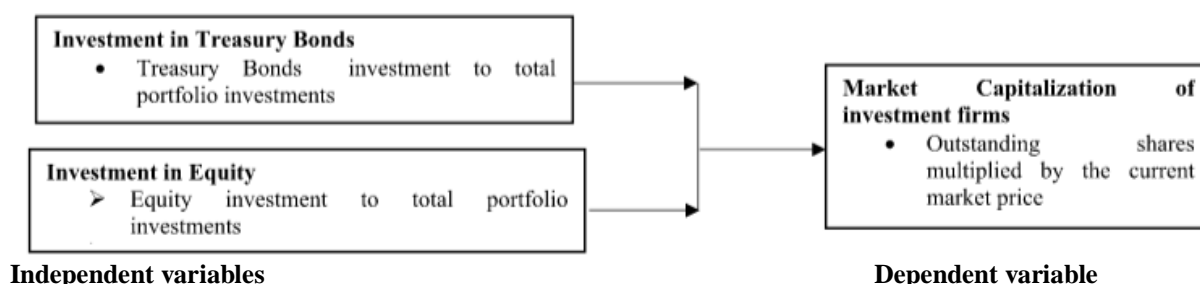 Investment in Treasury Bonds
• Treasury Bonds investment to total
portfolio investments
Investment in Equity
➢ Equity investment to total portfolio
investments
Market Capitalization of
investment firms
• Outstanding shares
multiplied by the current
market price
Independent variables
Dependent variable